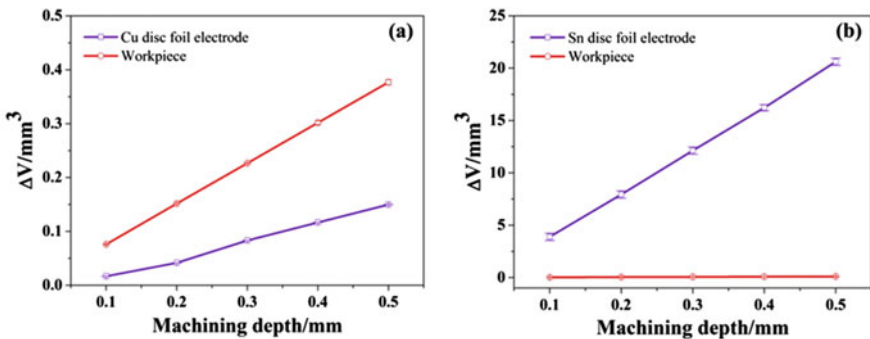 (a)
Cu disc foil electrode
Workpiece
ΔV/mm³
0.5
0.4
0.3
0.2
0.1
0.0
0.1 0.2 0.3 0.4 0.5
Machining depth/mm
(b)
Sn disc foil electrode
Workpiece
ΔV/mm³
25
20
15
10
5
0
0.1 0.2 0.3 0.4 0.5
Machining depth/mm